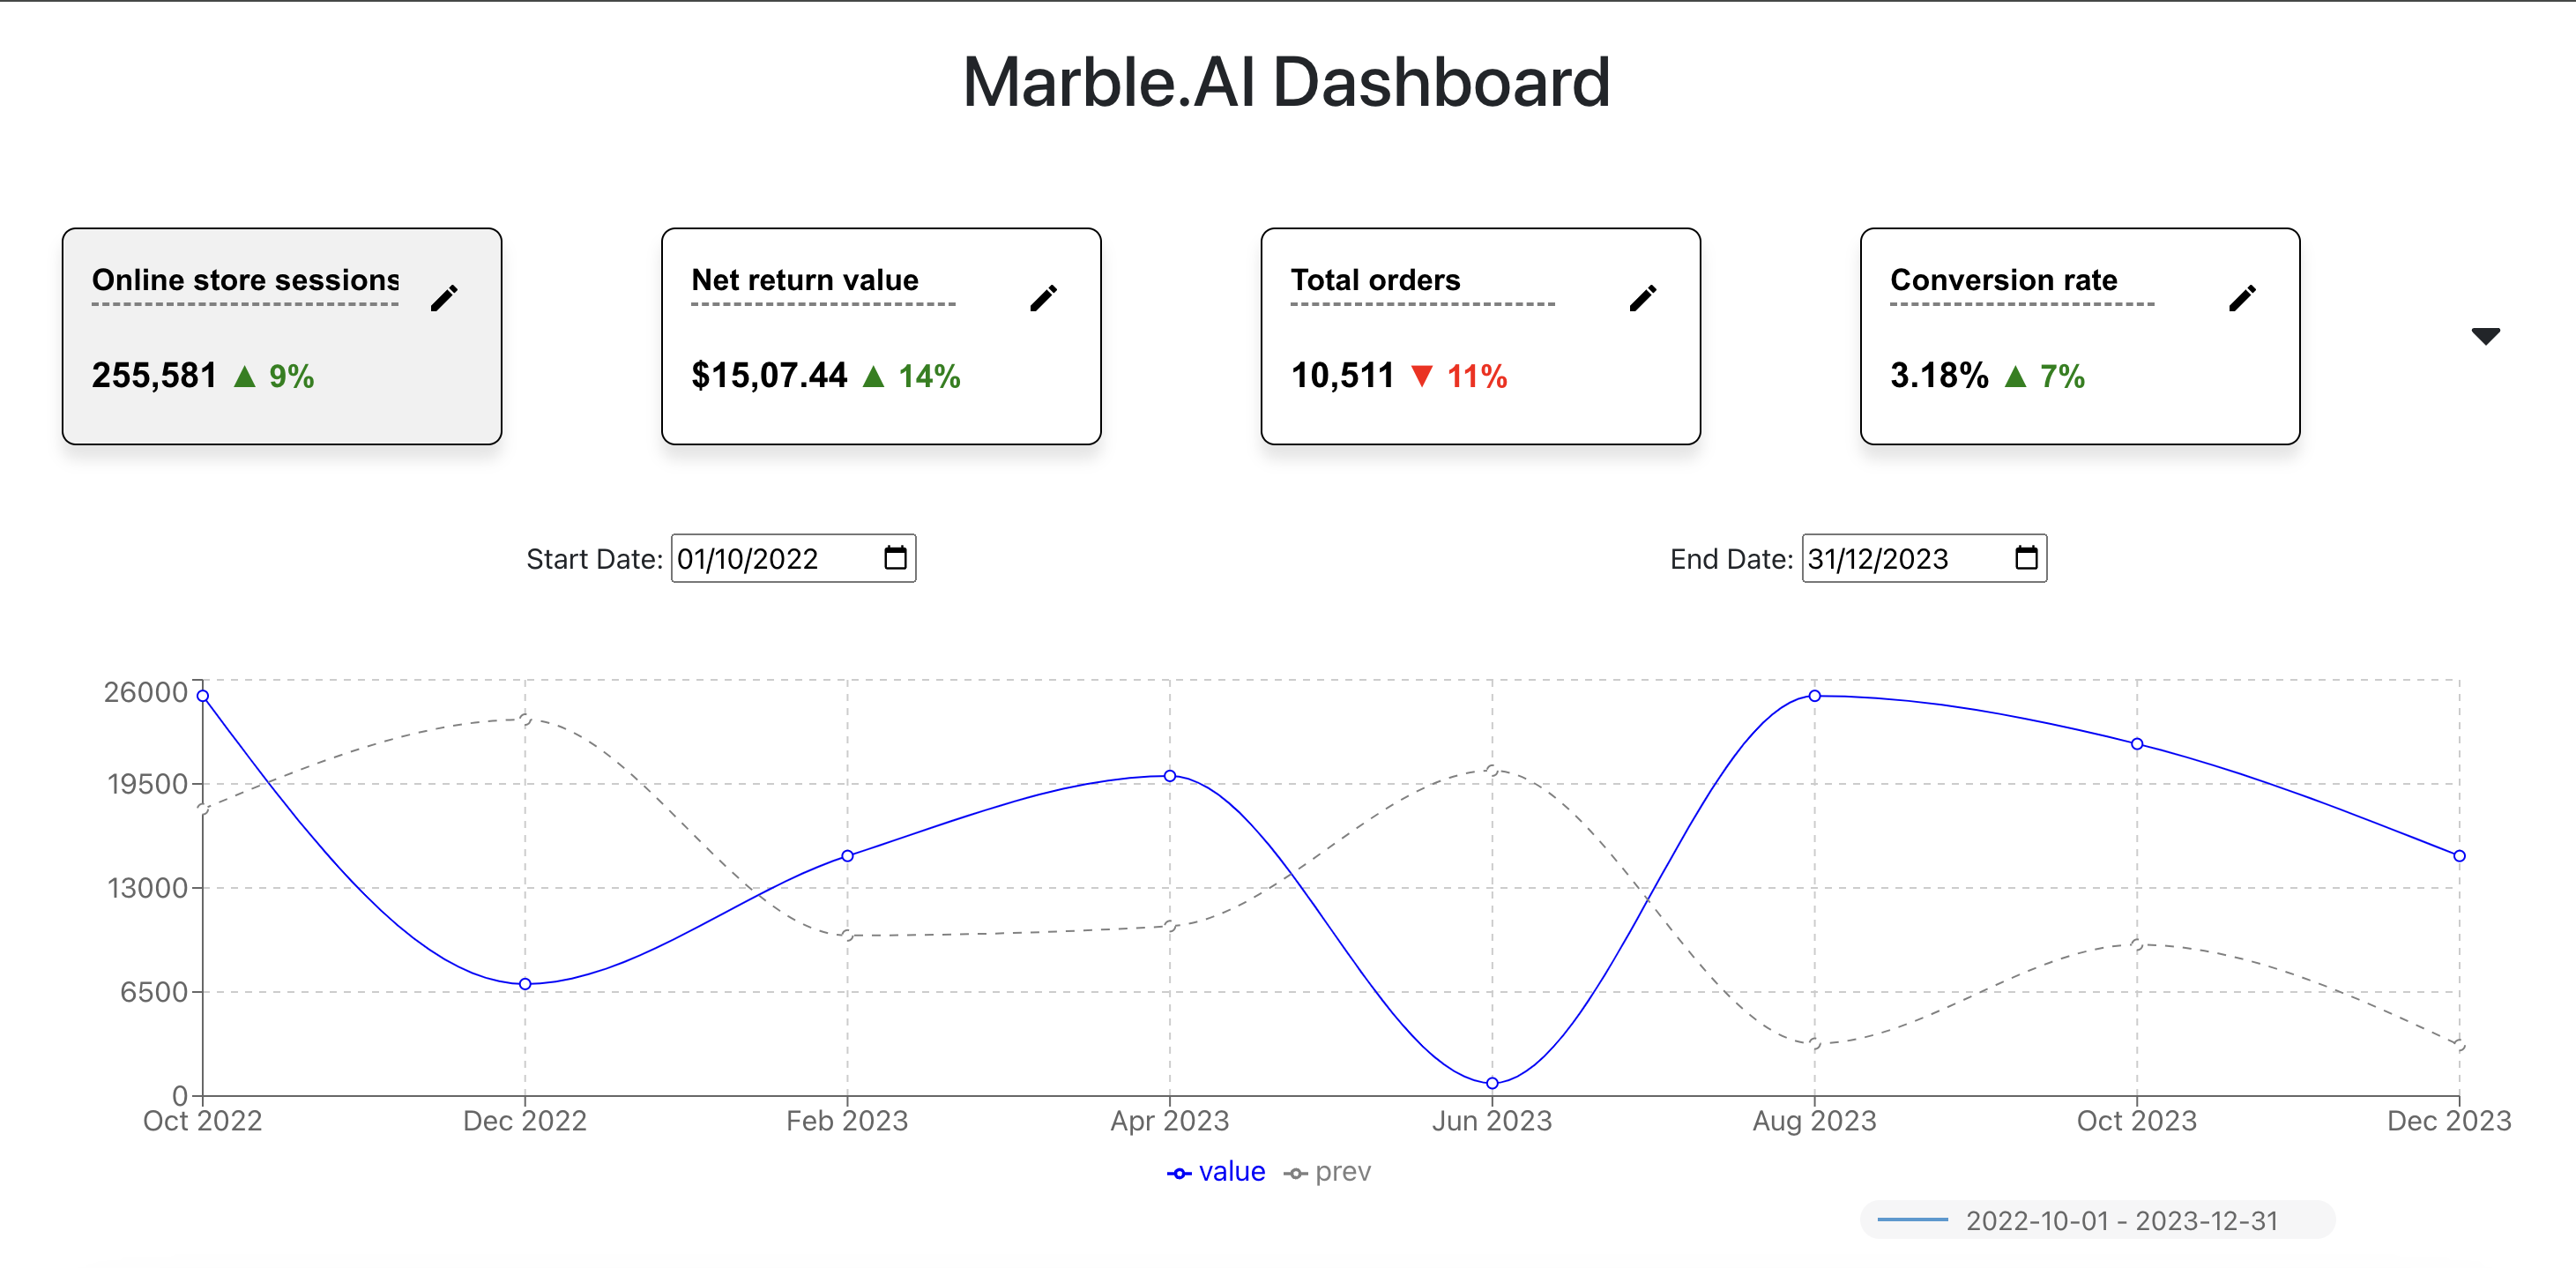 Marble.AI Dashboard
Online store sessions
255,581 ▲ 9%
Net return value
$15,07.44 ▲ 14%
Total orders
10,511 ▼ 11%
Conversion rate
3.18% ▲ 7%
Start Date: 01/10/2022
End Date: 31/12/2023
26000
19500
13000
6500
0
Oct 2022 Dec 2022 Feb 2023 Apr 2023 Jun 2023 Aug 2023 Oct 2023 Dec 2023
value prev
2022-10-01 - 2023-12-31